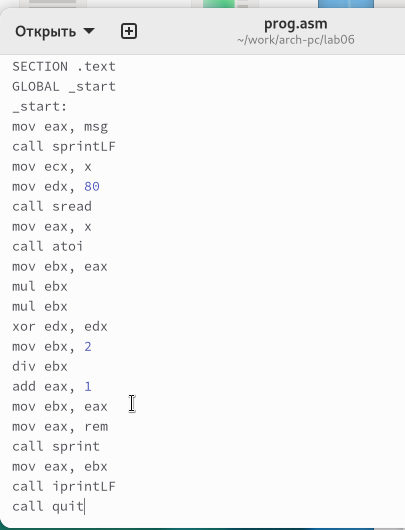 Открыть
prog.asm
~/work/arch-pc/lab06
SECTION .text
GLOBAL _start
_start:
mov eax, msg
call sprintLF
mov ecx, x
mov edx, 80
call sread
mov eax, x
call atoi
mov ebx, eax
mul ebx
mul ebx
xor edx, edx
mov ebx, 2
div ebx
add eax, 1
mov ebx, eax
mov eax, rem
call sprint
mov eax, ebx
call iprintLF
call quit